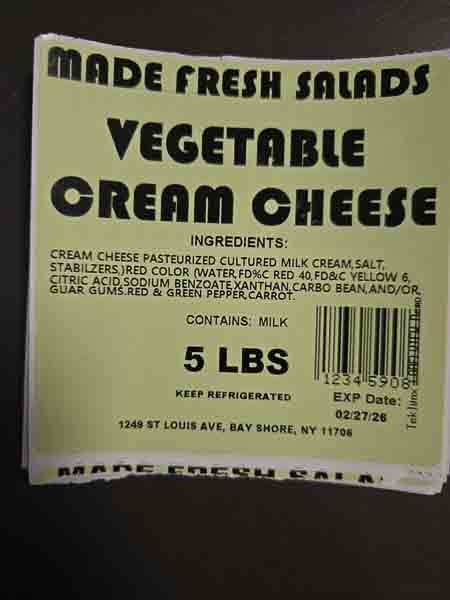 MADE FRESH SALADS
VEGETABLE
CREAM CHEESE
INGREDIENTS:
CREAM CHEESE PASTEURIZED CULTURED MILK CREAM,SALT,
STABILZERS,)RED COLOR (WATER,FD%C RED 40,FD&C YELLOW 6,
CITRIC ACID,SODIUM BENZOATE,XANTHAN,CARBO BEAN,AND/OR
GUAR GUMS.RED & GREEN PEPPER,CARROT.
CONTAINS: MILK
5 LBS
KEEP REFRIGERATED
1234 5908
EXP Date:
02/27/26
1249 ST LOUIS AVE, BAY SHORE, NY 11706
MADE FRESH SALA